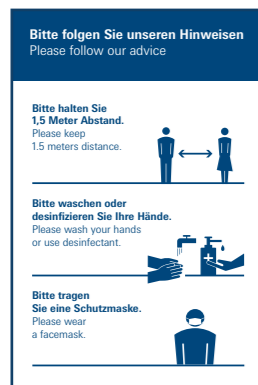 Bitte folgen Sie unseren Hinweisen
Please follow our advice
Bitte halten Sie
1,5 Meter Abstand.
Please keep
1.5 meters distance.
Bitte waschen oder
desinfizieren Sie Ihre Hände.
Please wash your hands
or use desinfectant.
Bitte tragen
Sie eine Schutzmaske.
Please wear
a facemask.